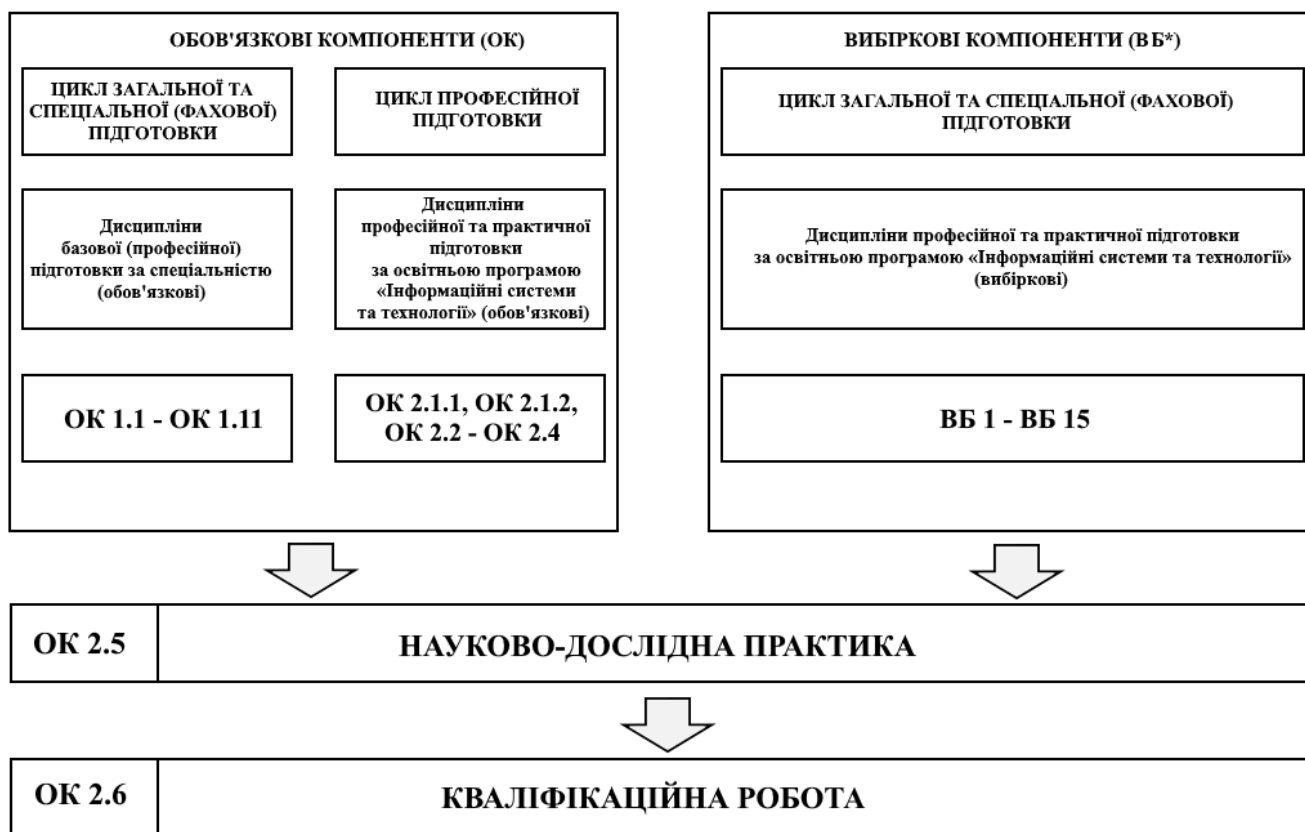 ОБОВ'ЯЗКОВІ КОМПОНЕНТИ (ОК)
ЦИКЛ ЗАГАЛЬНОЇ ТА
СПЕЦІАЛЬНОЇ (ФАХОВОЇ)
ПІДГОТОВКИ
ЦИКЛ ПРОФЕСІЙНОЇ
ПІДГОТОВКИ
Дисципліни
базової (професійної)
підготовки за спеціальністю
(обов'язкові)
Дисципліни
професійної та практичної
підготовки
за освітньою програмою
«Інформаційні системи
та технології» (обов'язкові)
ОК 1.1 - ОК 1.11
ОК 2.1.1, ОК 2.1.2,
ОК 2.2 - ОК 2.4
ВИБІРКОВІ КОМПОНЕНТИ (ВБ*)
ЦИКЛ ЗАГАЛЬНОЇ ТА СПЕЦІАЛЬНОЇ (ФАХОВОЇ)
ПІДГОТОВКИ
Дисципліни професійної та практичної підготовки
за освітньою програмою «Інформаційні системи та технології»
(вибіркові)
ВБ 1 - ВБ 15
ОК 2.5
НАУКОВО-ДОСЛІДНА ПРАКТИКА
ОК 2.6
КВАЛІФІКАЦІЙНА РОБОТА